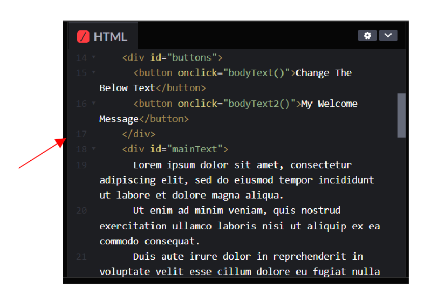 HTML
14 <div id="buttons">
15 <button onclick="bodyText()">Change The
Below Text</button>
16 <button onclick="bodyText2()">My Welcome
Message</button>
17 </div>
18 <div id="mainText">
19 Lorem ipsum dolor sit amet, consectetur
adipiscing elit, sed do eiusmod tempor incididunt
ut labore et dolore magna aliqua.
20 Ut enim ad minim veniam, quis nostrud
exercitation ullamco laboris nisi ut aliquip ex ea
commodo consequat.
21 Duis aute irure dolor in reprehenderit in
voluptate velit esse cillum dolore eu fugiat nulla